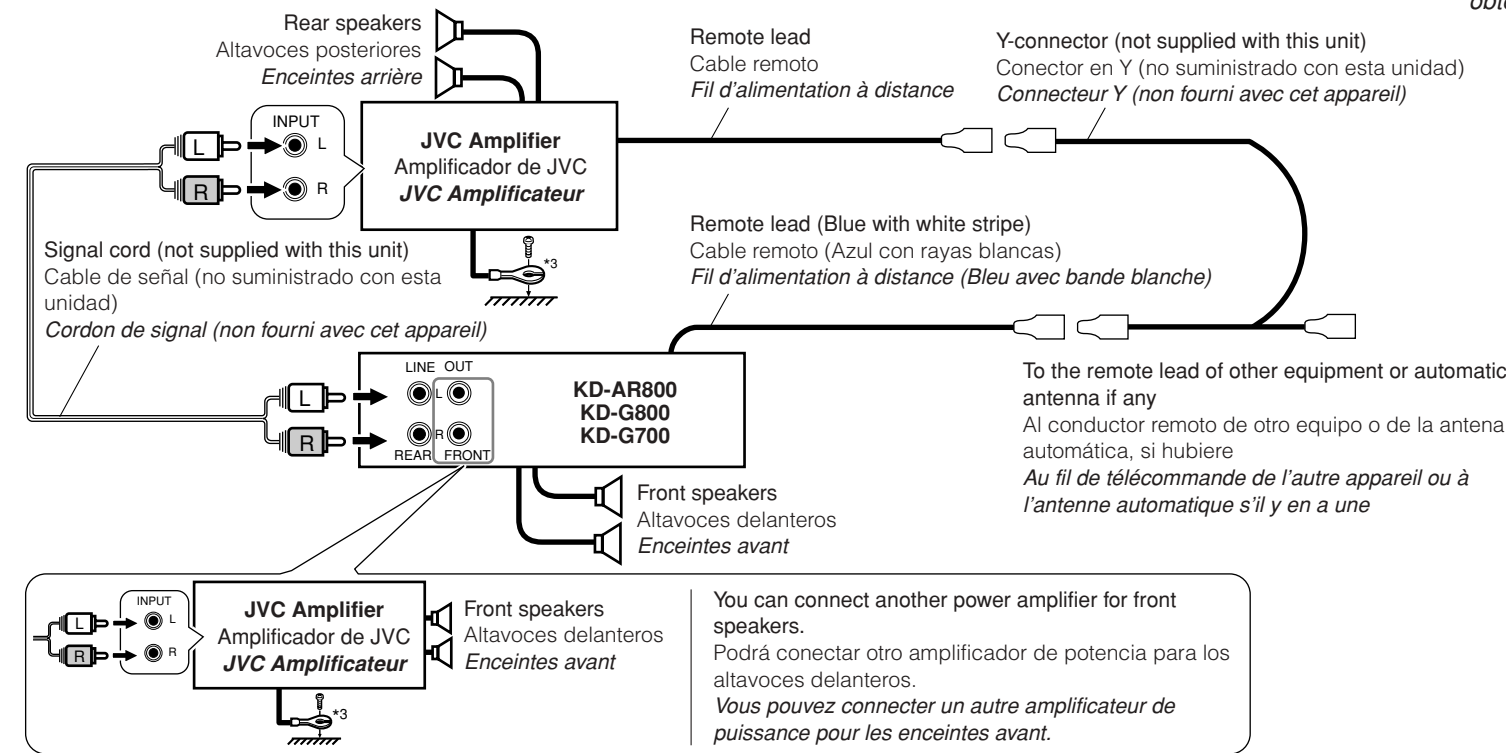 obte
Rear speakers
Altavoces posteriores
Enceintes arrière
Remote lead
Cable remoto
Fil d'alimentation à distance
Y-connector (not supplied with this unit)
Conector en Y (no suministrado con esta unidad)
Connecteur Y (non fourni avec cet appareil)
INPUT
L
L
R
R
JVC Amplifier
Amplificador de JVC
JVC Amplificateur
*3
Signal cord (not supplied with this unit)
Cable de señal (no suministrado con esta
unidad)
Cordon de signal (non fourni avec cet appareil)
Remote lead (Blue with white stripe)
Cable remoto (Azul con rayas blancas)
Fil d'alimentation à distance (Bleu avec bande blanche)
LINE OUT
L
L
R
R
REAR FRONT
KD-AR800
KD-G800
KD-G700
To the remote lead of other equipment or automatic
antenna if any
Al conductor remoto de otro equipo o de la antena
automática, si hubiere
Au fil de télécommande de l'autre appareil ou à
l'antenne automatique s'il y en a une
Front speakers
Altavoces delanteros
Enceintes avant
INPUT
L
L
R
R
JVC Amplifier
Amplificador de JVC
JVC Amplificateur
*3
Front speakers
Altavoces delanteros
Enceintes avant
You can connect another power amplifier for front
speakers.
Podrá conectar otro amplificador de potencia para los
altavoces delanteros.
Vous pouvez connecter un autre amplificateur de
puissance pour les enceintes avant.